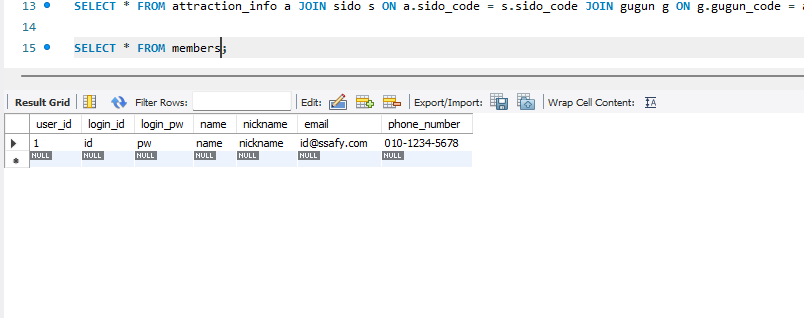 13 SELECT * FROM attraction_info a JOIN sido s ON a.sido_code = s.sido_code JOIN gugun g ON g.gugun_code =
14
15 SELECT * FROM members;
Result Grid Filter Rows: Edit: Export/Import: Wrap Cell Content:
user_id login_id login_pw name nickname email phone_number
1 id pw name nickname id@ssafy.com 010-1234-5678
NULL NULL NULL NULL NULL NULL NULL